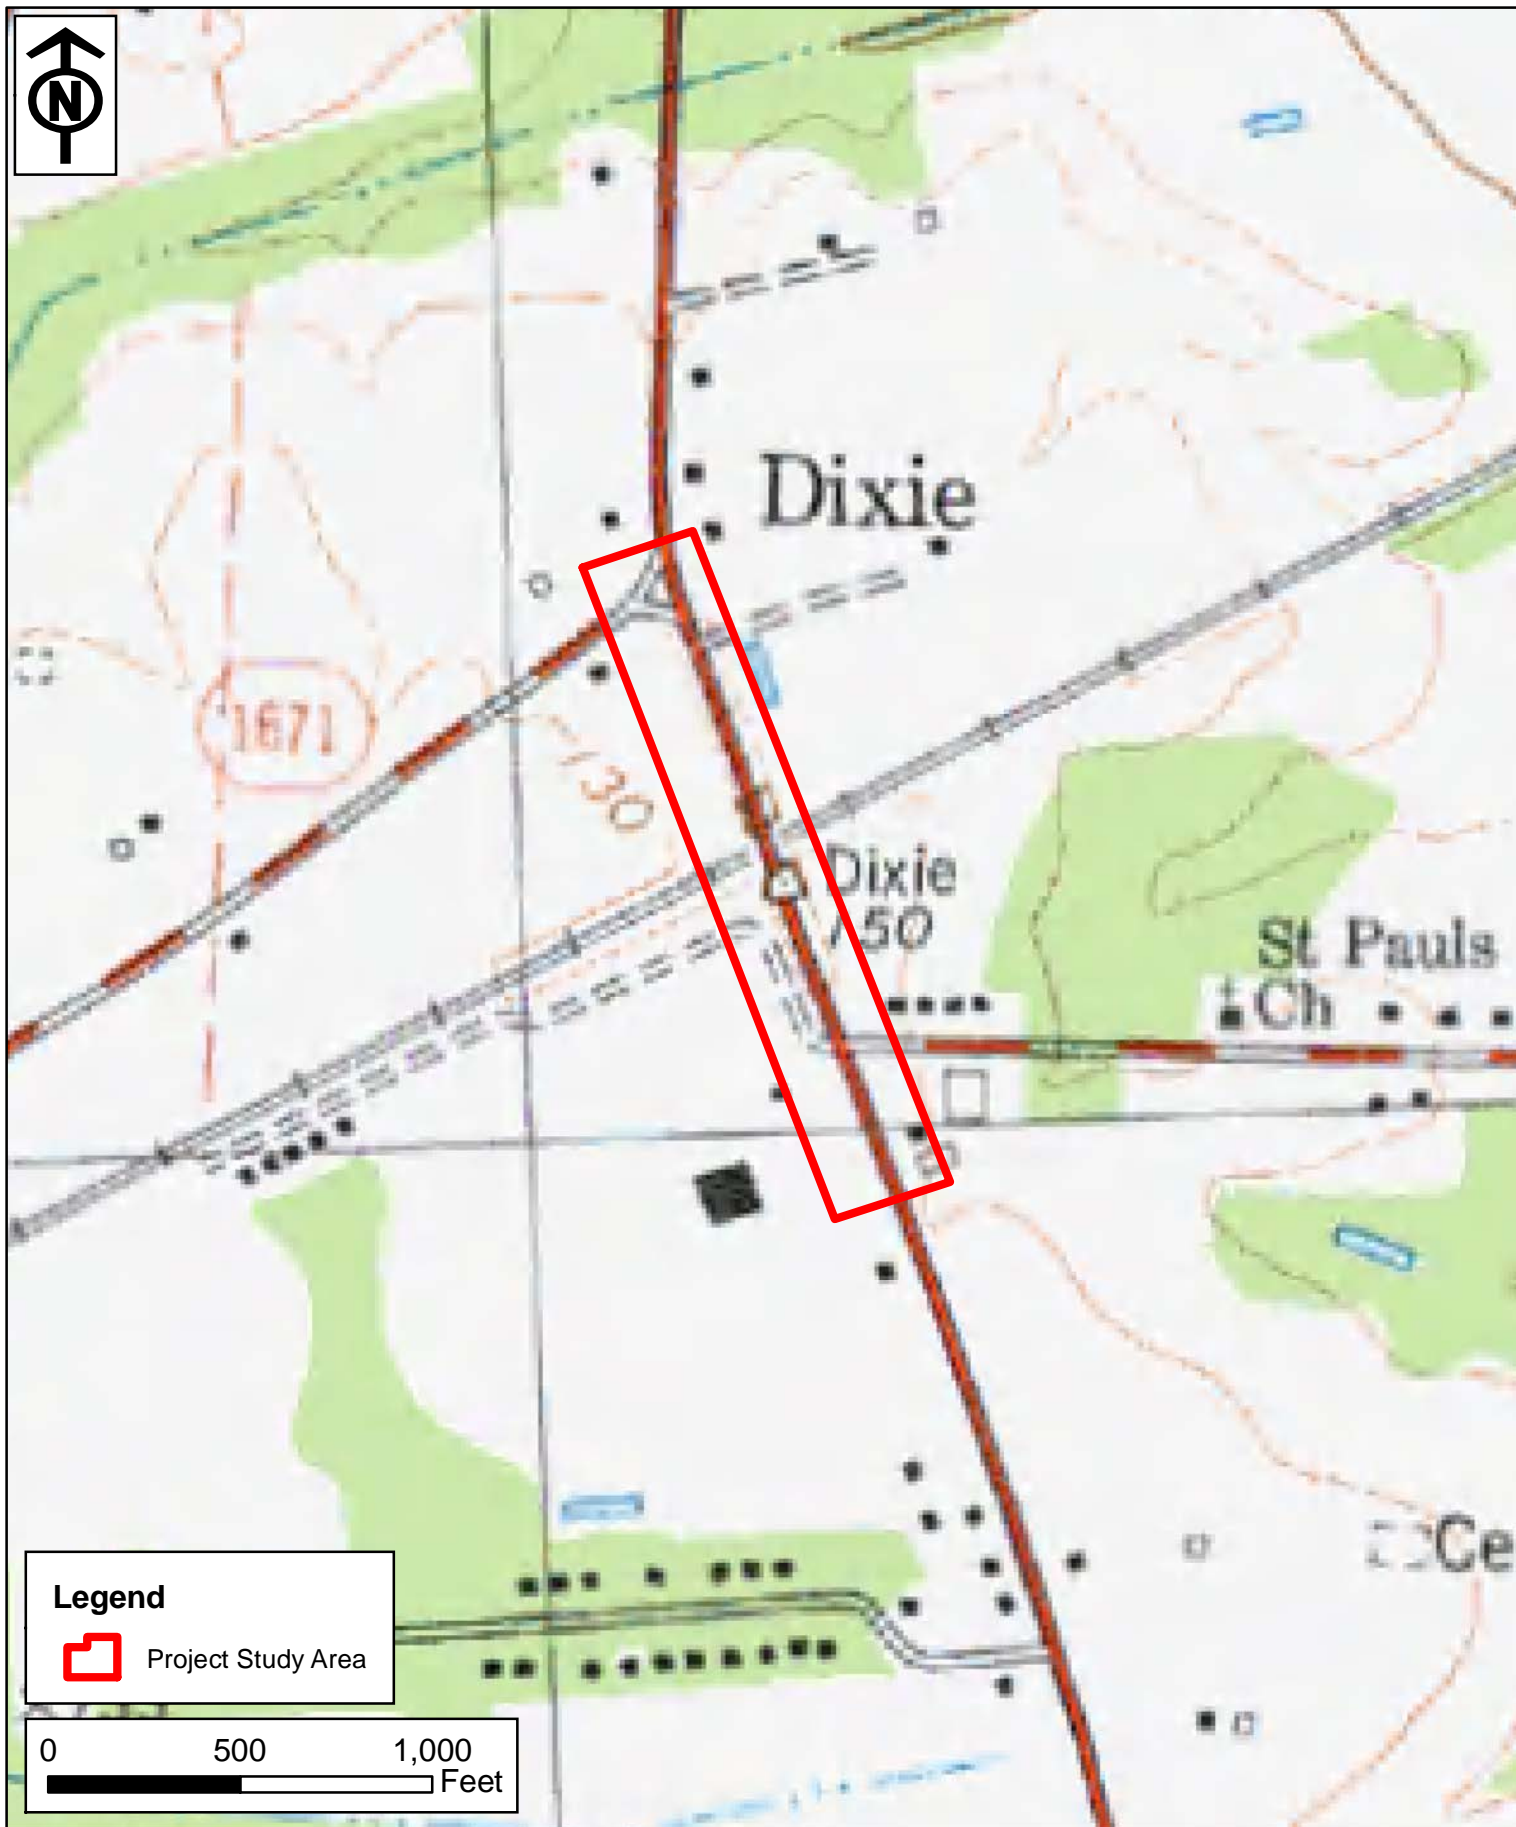 N
Dixie
1671
130
Dixie
150
St Pauls
Ch
Ce
Legend
Project Study Area
0 500 1,000
Feet